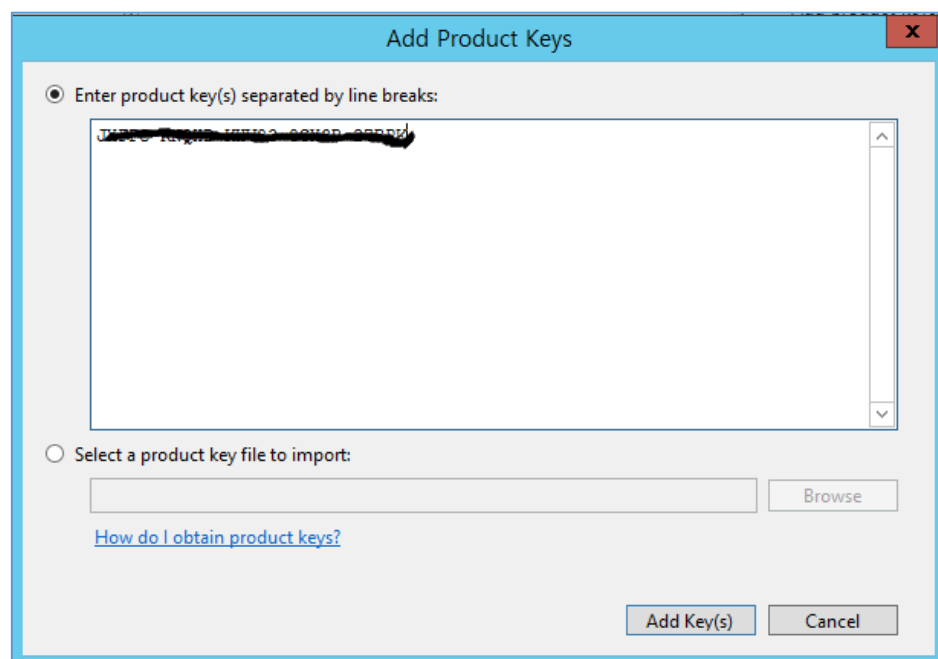 Add Product Keys
x
Enter product key(s) separated by line breaks:
Select a product key file to import:
Browse
How do I obtain product keys?
Add Key(s)
Cancel